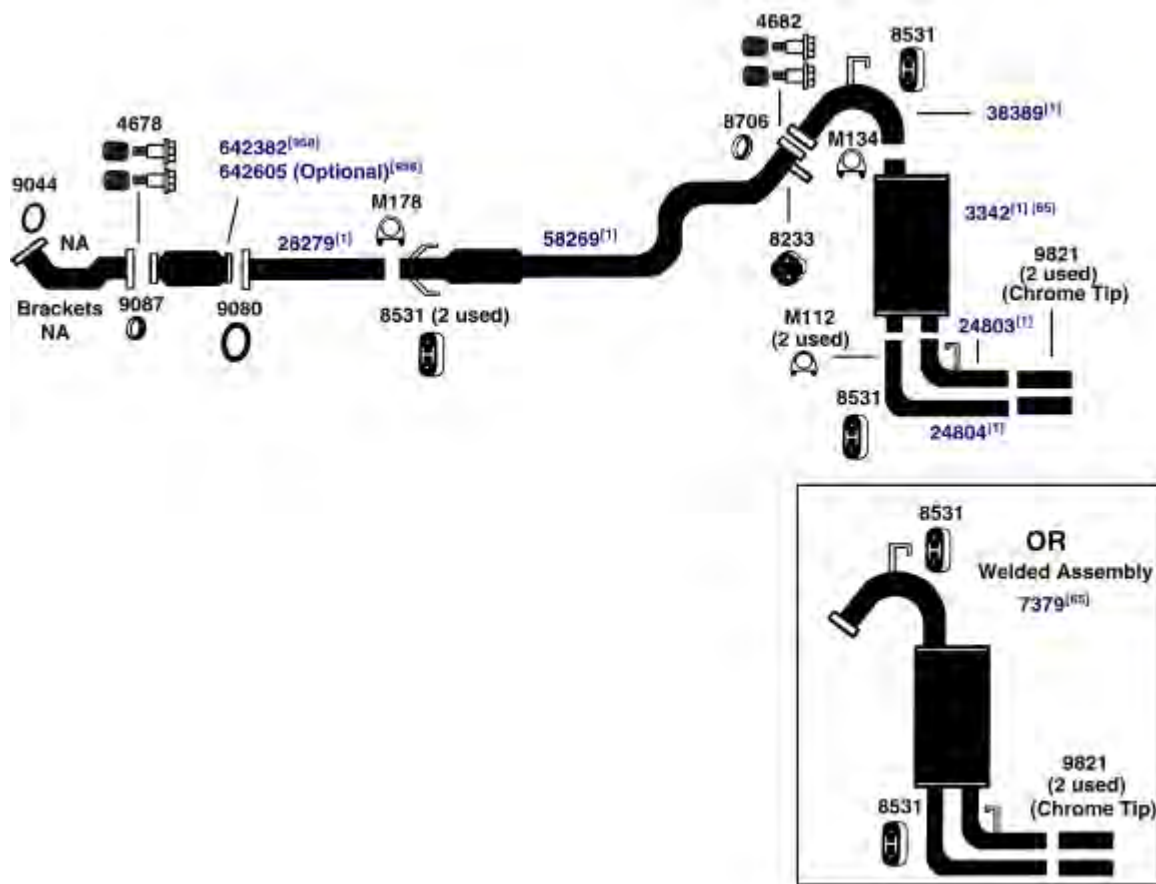 4682
8531
4678
8706
38389[1]
642382[958]
642605 (Optional)[958]
M134
9044
M178
NA
28279[1]
58269[1]
3342[1] [65]
8233
9821
(2 used)
(Chrome Tip)
Brackets
NA
9087
9080
8531 (2 used)
M112
(2 used)
24803[1]
8531
24804[1]
8531
OR
Welded Assembly
7379[65]
9821
(2 used)
(Chrome Tip)
8531